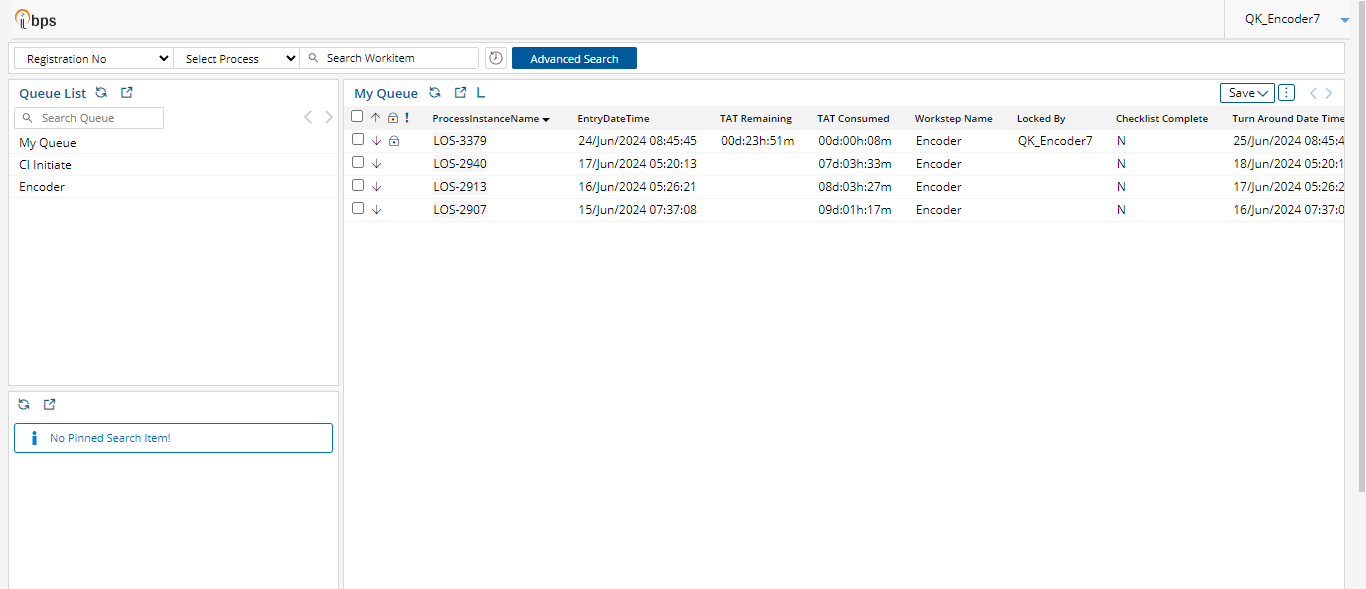 ibps
QK_Encoder7
Registration No Select Process Search Workitem Advanced Search
Queue List
Search Queue
My Queue
CI Initiate
Encoder
No Pinned Search Item!
My Queue L Save
ProcessInstanceName EntryDateTime TAT Remaining TAT Consumed Workstep Name Locked By Checklist Complete Turn Around Date Time
LOS-3379 24/Jun/2024 08:45:45 00d:23h:51m 00d:00h:08m Encoder QK_Encoder7 N 25/Jun/2024 08:45:4
LOS-2940 17/Jun/2024 05:20:13 07d:03h:33m Encoder N 18/Jun/2024 05:20:1
LOS-2913 16/Jun/2024 05:26:21 08d:03h:27m Encoder N 17/Jun/2024 05:26:2
LOS-2907 15/Jun/2024 07:37:08 09d:01h:17m Encoder N 16/Jun/2024 07:37:0